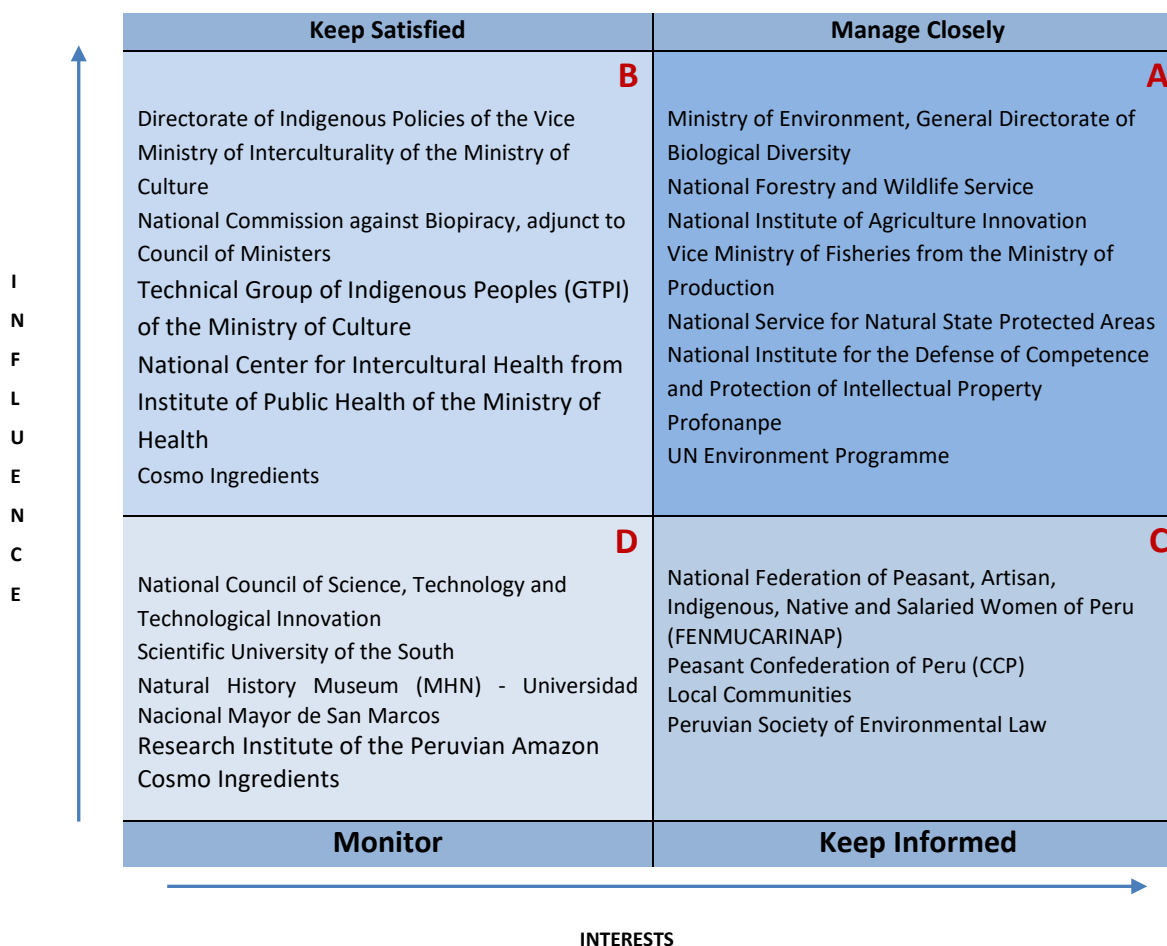 Keep Satisfied
Manage Closely
B
Directorate of Indigenous Policies of the Vice
Ministry of Interculturality of the Ministry of
Culture
National Commission against Biopiracy, adjunct to
Council of Ministers
Technical Group of Indigenous Peoples (GTPI)
of the Ministry of Culture
National Center for Intercultural Health from
Institute of Public Health of the Ministry of
Health
Cosmo Ingredients
A
Ministry of Environment, General Directorate of
Biological Diversity
National Forestry and Wildlife Service
National Institute of Agriculture Innovation
Vice Ministry of Fisheries from the Ministry of
Production
National Service for Natural State Protected Areas
National Institute for the Defense of Competence
and Protection of Intellectual Property
Profonanpe
UN Environment Programme
I
N
F
L
U
E
N
C
E
D
National Council of Science, Technology and
Technological Innovation
Scientific University of the South
Natural History Museum (MHN) - Universidad
Nacional Mayor de San Marcos
Research Institute of the Peruvian Amazon
Cosmo Ingredients
C
National Federation of Peasant, Artisan,
Indigenous, Native and Salaried Women of Peru
(FENMUCARINAP)
Peasant Confederation of Peru (CCP)
Local Communities
Peruvian Society of Environmental Law
Monitor
Keep Informed
INTERESTS